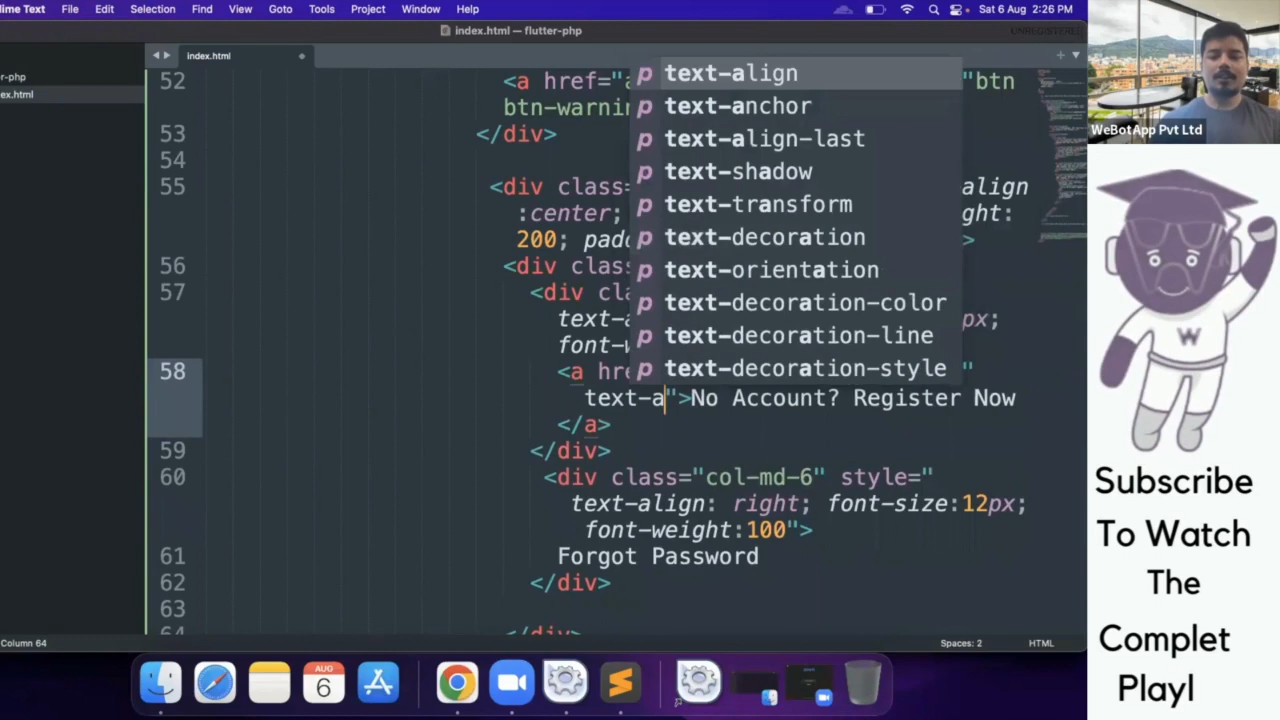 ime Text File Edit Selection Find View Goto Tools Project Window Help
Sat 6 Aug 2:26 PM
index.html — flutter-php
UNREGISTERED
index.html
r-php
ex.html
52 <a href="a "btn
btn-warnin
53 </div>
54
55 <div class= align
:center; ght:
200; pado >
56 <div clas
57 <div cla
text-a px;
font-w
58 <a hre "
text-a">No Account? Register Now
</a>
59 </div>
60 <div class="col-md-6" style="
text-align: right; font-size:12px;
font-weight:100">
61 Forgot Password
62 </div>
63
64 </div>
p text-align
p text-anchor
p text-align-last
p text-shadow
p text-transform
p text-decoration
p text-orientation
p text-decoration-color
p text-decoration-line
p text-decoration-style
Column 64
Spaces: 2
HTML
AUG
6
WeBotApp Pvt Ltd
W
Subscribe
To Watch
The
Complet
Playl